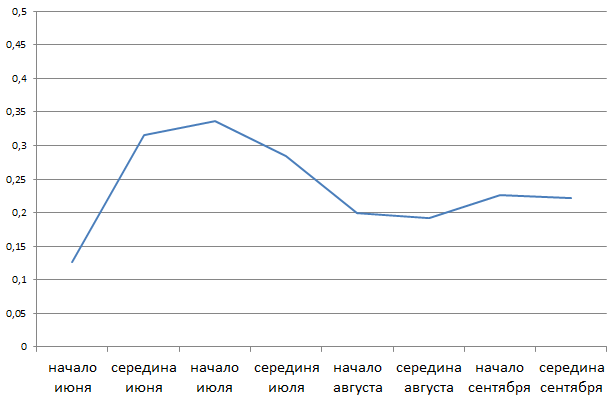 0,5
0,45
0,4
0,35
0,3
0,25
0,2
0,15
0,1
0,05
0
начало июня
середина июня
начало июля
середина июля
начало августа
середина августа
начало сентября
середина сентября